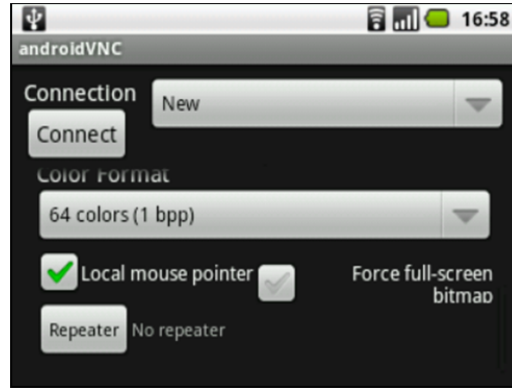 16:58
androidVNC
Connection
New
Connect
Color Format
64 colors (1 bpp)
Local mouse pointer
Force full-screen
bitmap
Repeater
No repeater